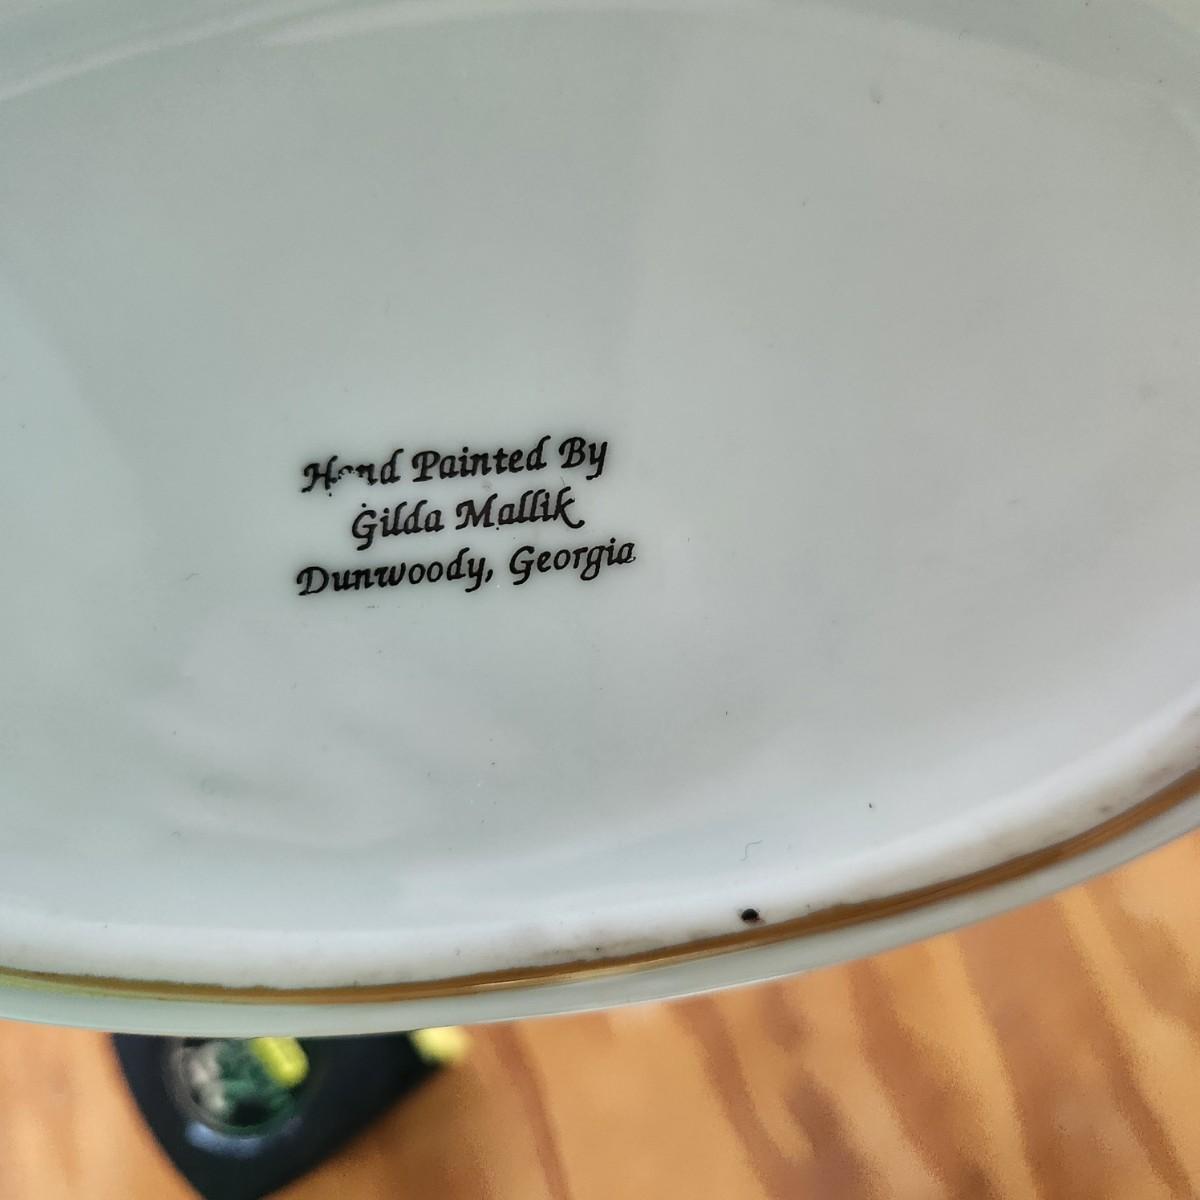 Hand Painted By
Gilda Mallik
Dunwoody, Georgia